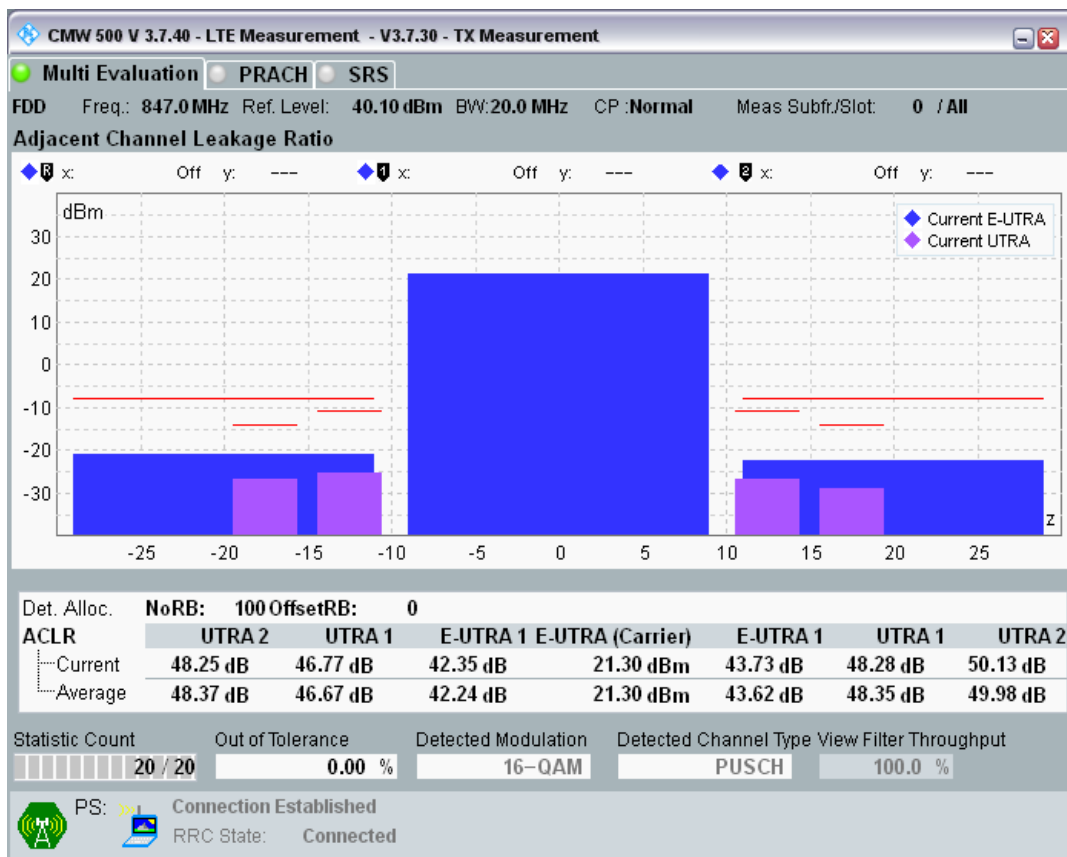 CMW 500 V 3.7.40 - LTE Measurement - V3.7.30 - TX Measurement
Multi Evaluation PRACH SRS
FDD Freq.: 847.0 MHz Ref. Level: 40.10 dBm BW:20.0 MHz CP :Normal Meas Subfr./Slot: 0 / All
Adjacent Channel Leakage Ratio
R x: Off y: --- 1 x: Off y: --- 2 x: Off y: ---
dBm
Current E-UTRA
Current UTRA
30
20
10
0
-10
-20
-30
z
-25 -20 -15 -10 -5 0 5 10 15 20 25
Det. Alloc. NoRB: 100 OffsetRB: 0
ACLR UTRA 2 UTRA 1 E-UTRA 1 E-UTRA (Carrier) E-UTRA 1 UTRA 1 UTRA 2
Current 48.25 dB 46.77 dB 42.35 dB 21.30 dBm 43.73 dB 48.28 dB 50.13 dB
Average 48.37 dB 46.67 dB 42.24 dB 21.30 dBm 43.62 dB 48.35 dB 49.98 dB
Statistic Count Out of Tolerance Detected Modulation Detected Channel Type View Filter Throughput
20 / 20 0.00 % 16-QAM PUSCH 100.0 %
PS: Connection Established
RRC State: Connected